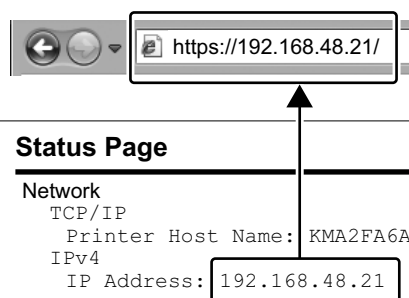 https://192.168.48.21/
Status Page
Network
TCP/IP
Printer Host Name: KMA2FA6A
IPv4
IP Address: 192.168.48.21